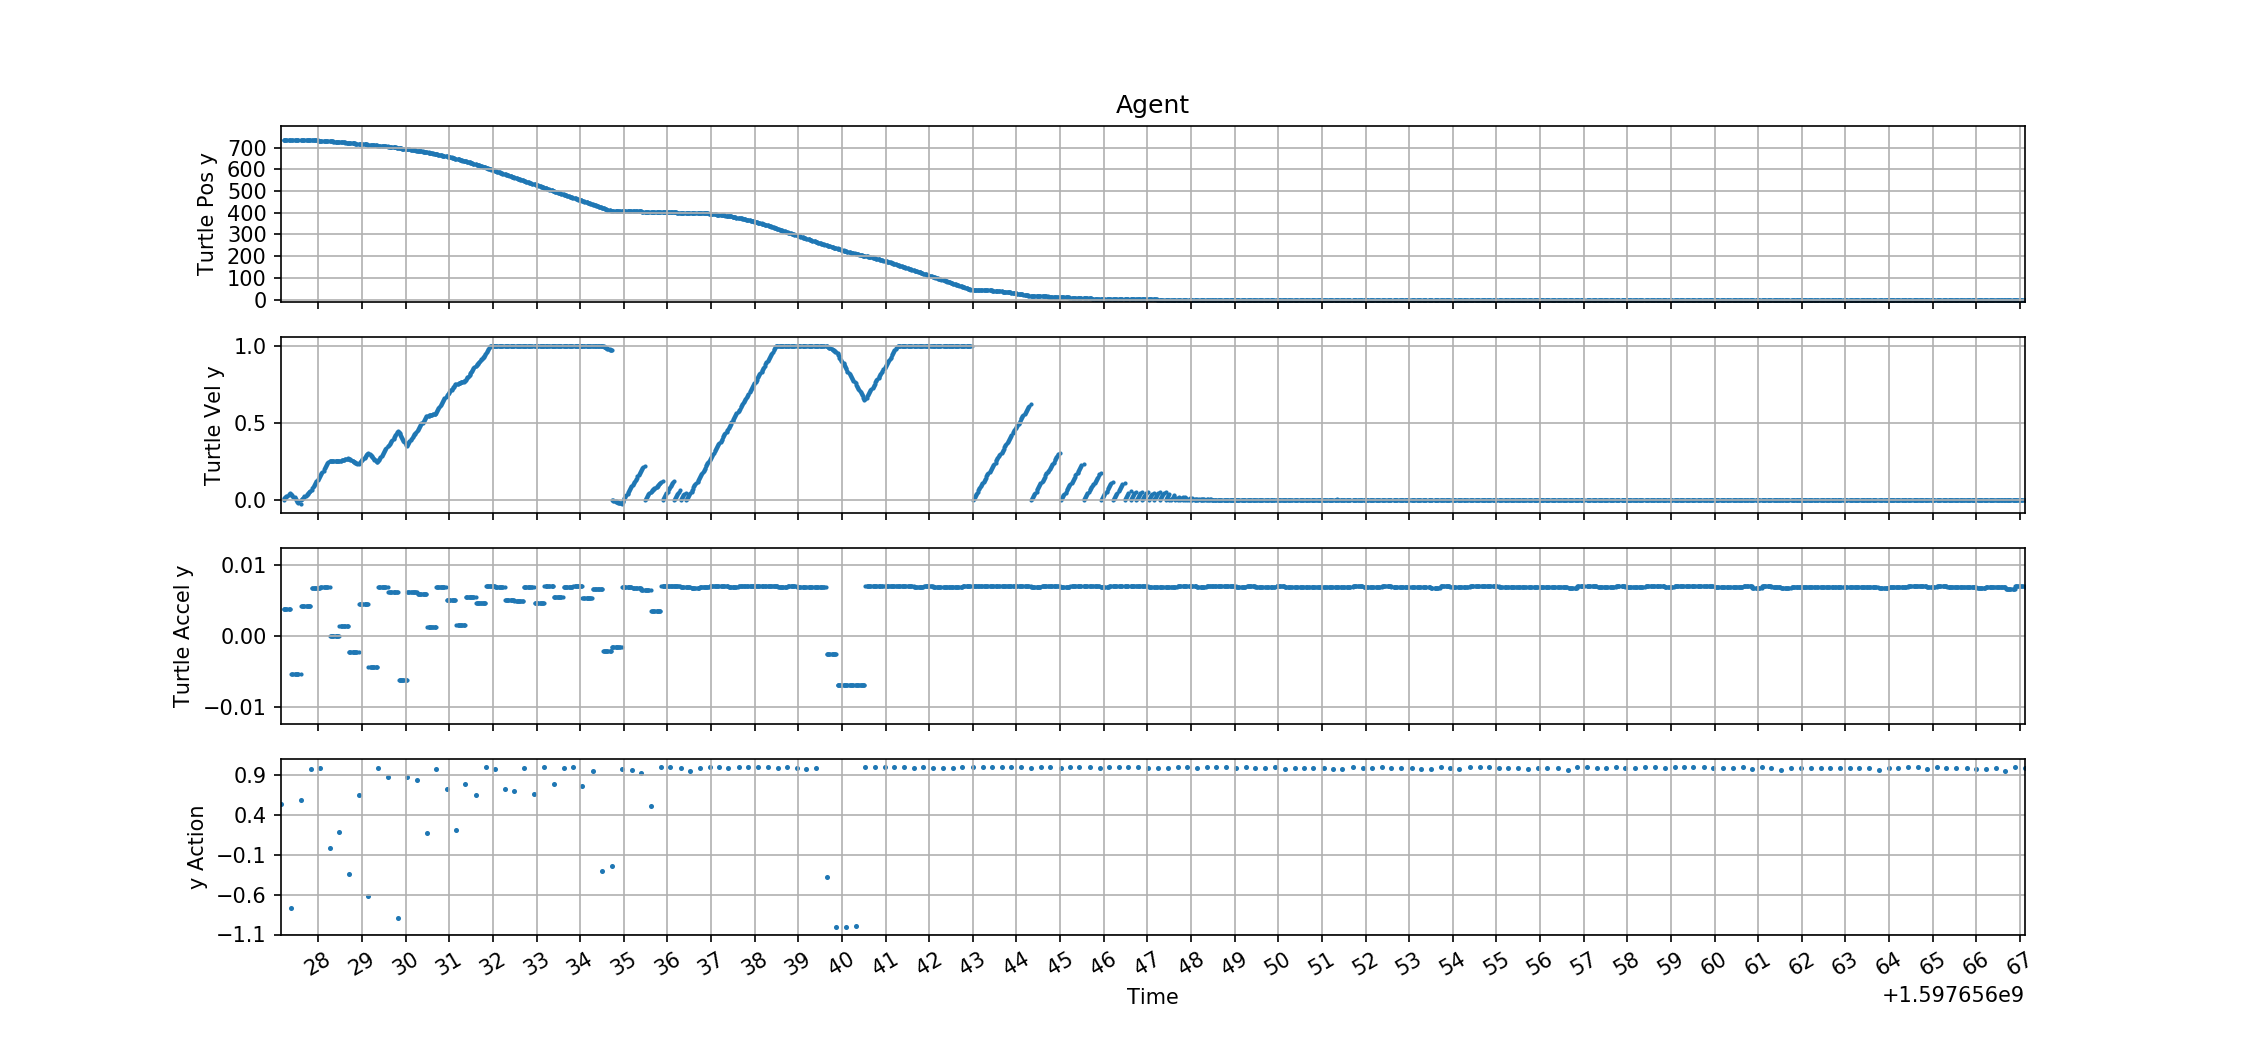 Agent
Turtle Pos y
700
600
500
400
300
200
100
0
Turtle Vel y
1.0
0.5
0.0
Turtle Accel y
0.01
0.00
−0.01
y Action
0.9
0.4
−0.1
−0.6
−1.1
28 29 30 31 32 33 34 35 36 37 38 39 40 41 42 43 44 45 46 47 48 49 50 51 52 53 54 55 56 57 58 59 60 61 62 63 64 65 66 67
Time
+1.597656e9